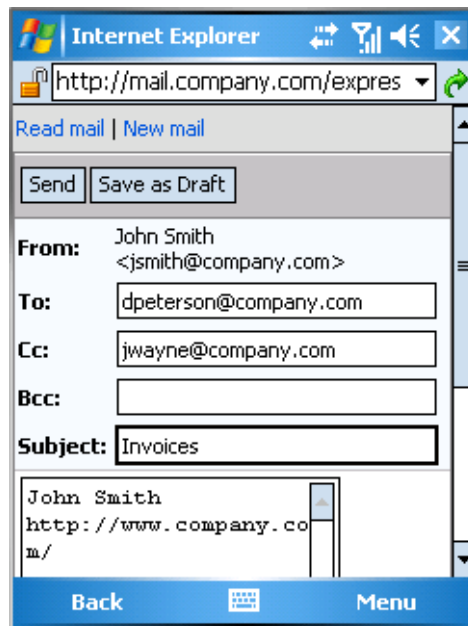 Internet Explorer
http://mail.company.com/expres
Read mail | New mail
Send Save as Draft
From: John Smith
<jsmith@company.com>
To: dpeterson@company.com
Cc: jwayne@company.com
Bcc:
Subject: Invoices
John Smith
http://www.company.co
m/
Back Menu